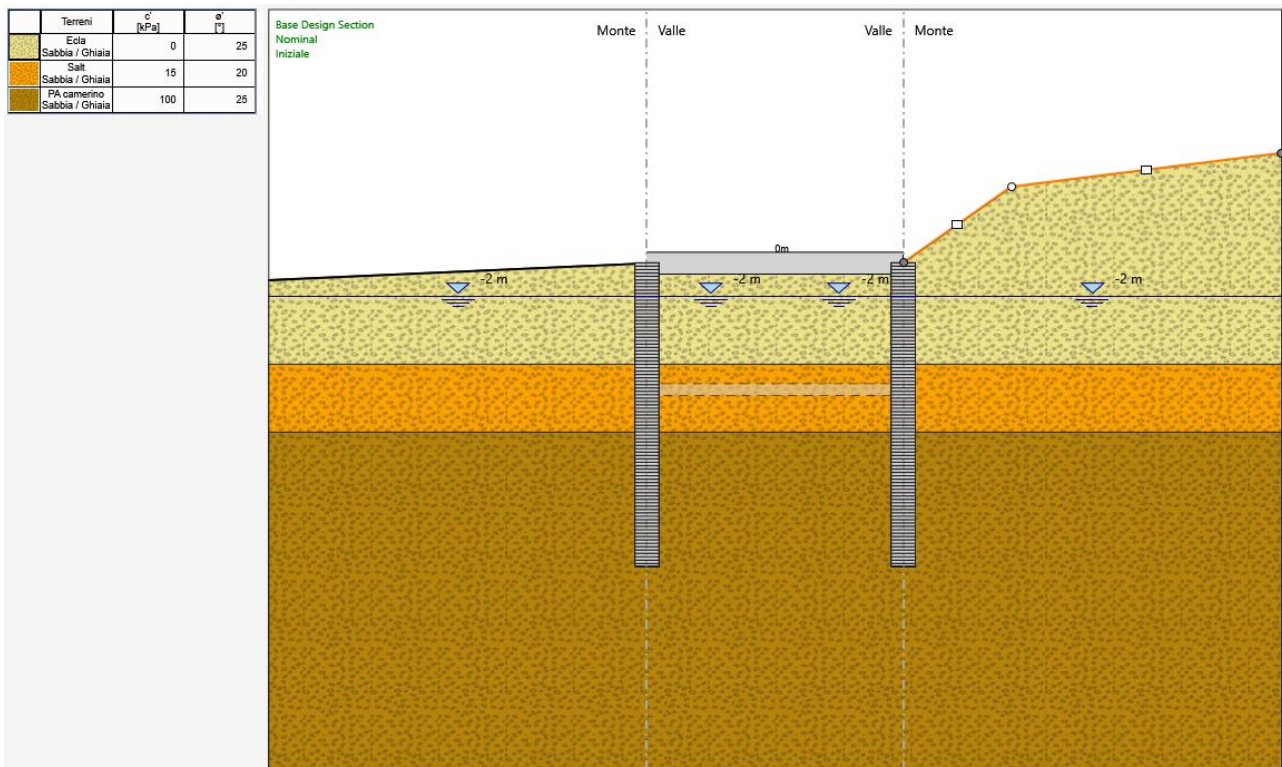 Terreni c' ø'
[kPa] [°]
Ecla
Sabbia / Ghiaia 0 25
Salt
Sabbia / Ghiaia 15 20
PA camerino
Sabbia / Ghiaia 100 25
Base Design Section
Nominal
Iniziale
Monte Valle Valle Monte
0m
-2 m -2 m -2 m -2 m